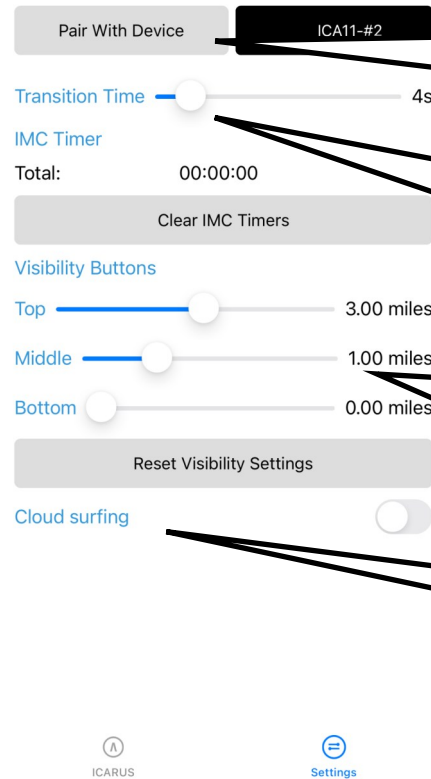 Pair With Device ICA11-#2
Transition Time 4s
IMC Timer
Total: 00:00:00
Clear IMC Timers
Visibility Buttons
Top 3.00 miles
Middle 1.00 miles
Bottom 0.00 miles
Reset Visibility Settings
Cloud surfing
ICARUS Settings